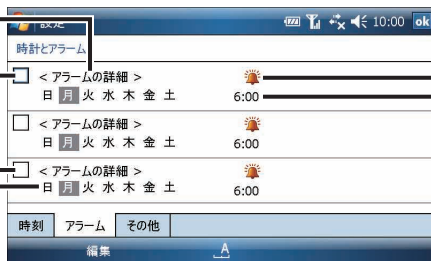 設定 10:00 ok
時計とアラーム
< アラームの詳細 >
日 月 火 水 木 金 土 6:00
< アラームの詳細 >
日 月 火 水 木 金 土 6:00
< アラームの詳細 >
日 月 火 水 木 金 土 6:00
時刻 アラーム その他
編集 A